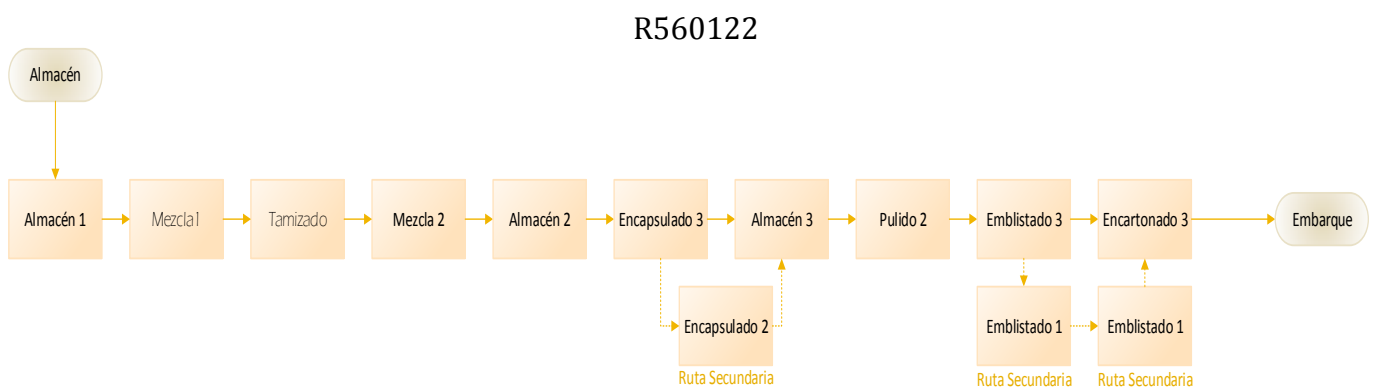 R560122
Almacén
Almacén 1
Mezcla1
Tamizado
Mezcla 2
Almacén 2
Encapsulado 3
Almacén 3
Pulido 2
Emblistado 3
Encartonado 3
Embarque
Encapsulado 2
Emblistado 1
Emblistado 1
Ruta Secundaria
Ruta Secundaria
Ruta Secundaria